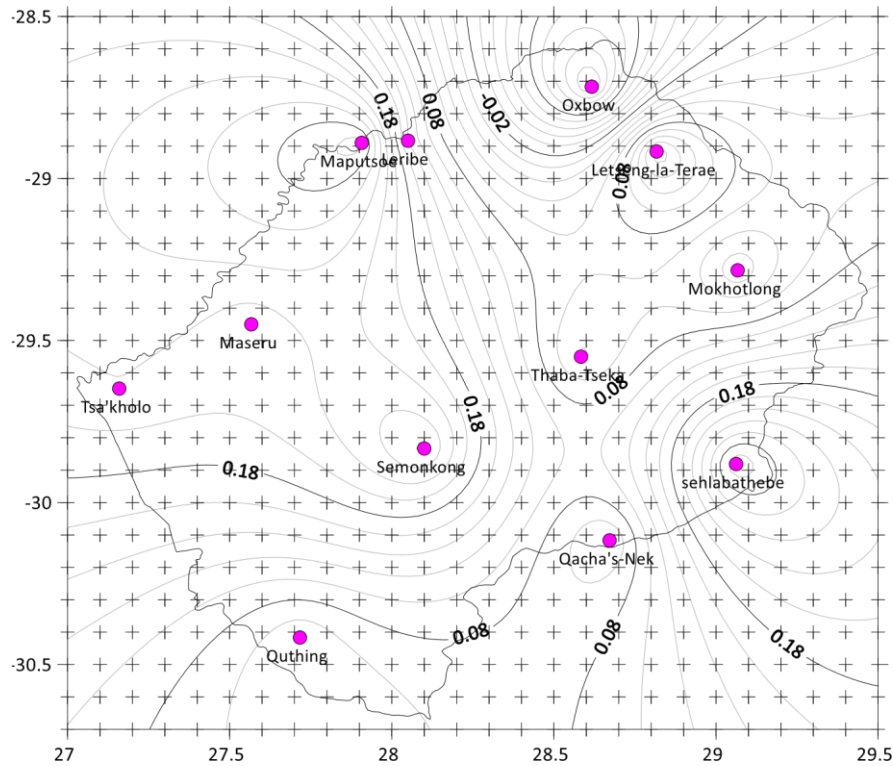 -28.5
Oxbow
0.18
0.08
-0.02
Maputsoe
Leribe
Letseng-la-Terae
-29
0.08
Mokhotlong
Maseru
-29.5
Thaba-Tseka
0.08
Tsa'kholo
0.18
0.18
Semonkong
0.18
sehlabathebe
-30
Qacha's-Nek
0.08
0.08
0.18
Quthing
-30.5
27
27.5
28
28.5
29
29.5